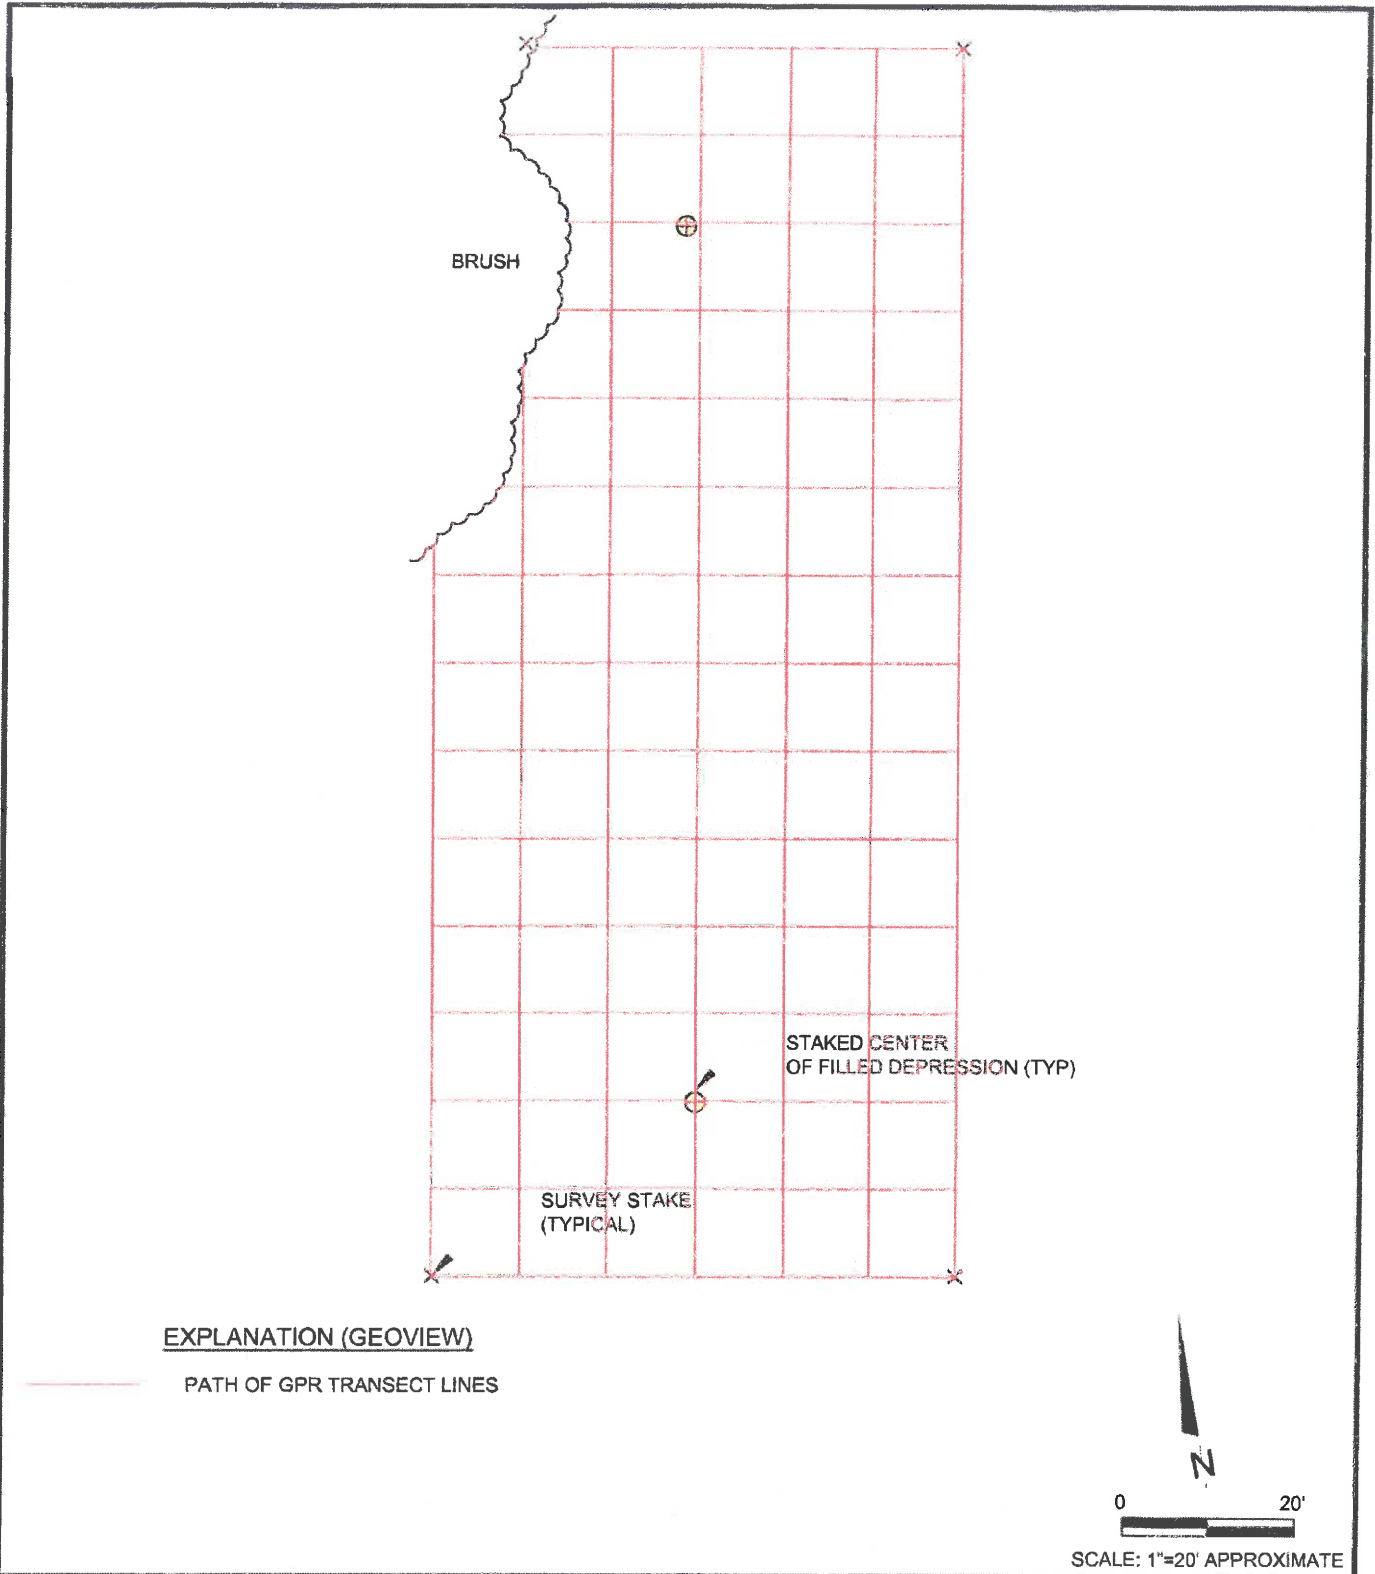 BRUSH
STAKED CENTER
OF FILLED DEPRESSION (TYP)
SURVEY STAKE
(TYPICAL)
EXPLANATION (GEOVIEW)
PATH OF GPR TRANSECT LINES
N
0 20'
SCALE: 1"=20' APPROXIMATE